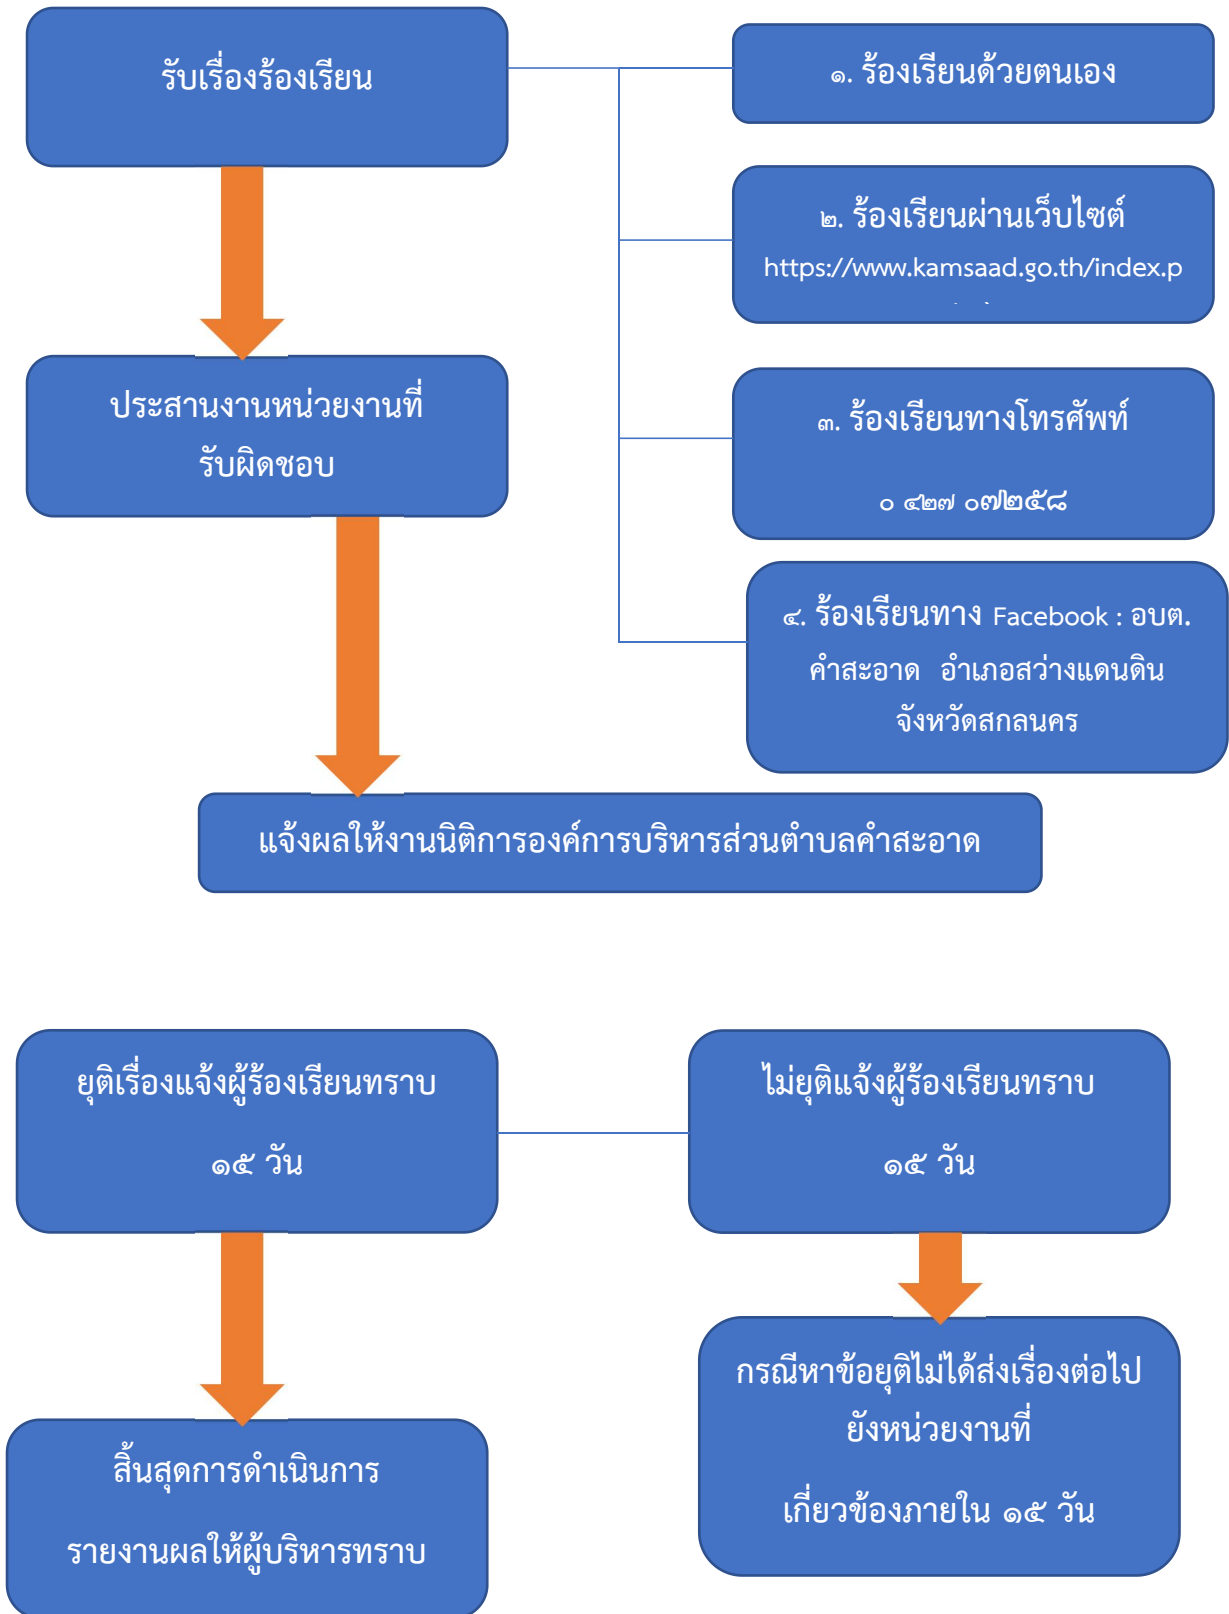 รับเรื่องร้องเรียน
๑. ร้องเรียนด้วยตนเอง
๒. ร้องเรียนผ่านเว็บไซต์
https://www.kamsaad.go.th/index.p
ประสานงานหน่วยงานที่
รับผิดชอบ
๓. ร้องเรียนทางโทรศัพท์
๐ ๔๒๗ ๐๗๒๕๘
๔. ร้องเรียนทาง Facebook : อบต.
คำสะอาด อำเภอสว่างแดนดิน
จังหวัดสกลนคร
แจ้งผลให้งานนิติการองค์การบริหารส่วนตำบลคำสะอาด
ยุติเรื่องแจ้งผู้ร้องเรียนทราบ
๑๕ วัน
ไม่ยุติแจ้งผู้ร้องเรียนทราบ
๑๕ วัน
สิ้นสุดการดำเนินการ
รายงานผลให้ผู้บริหารทราบ
กรณีหาข้อยุติไม่ได้ส่งเรื่องต่อไป
ยังหน่วยงานที่
เกี่ยวข้องภายใน ๑๕ วัน